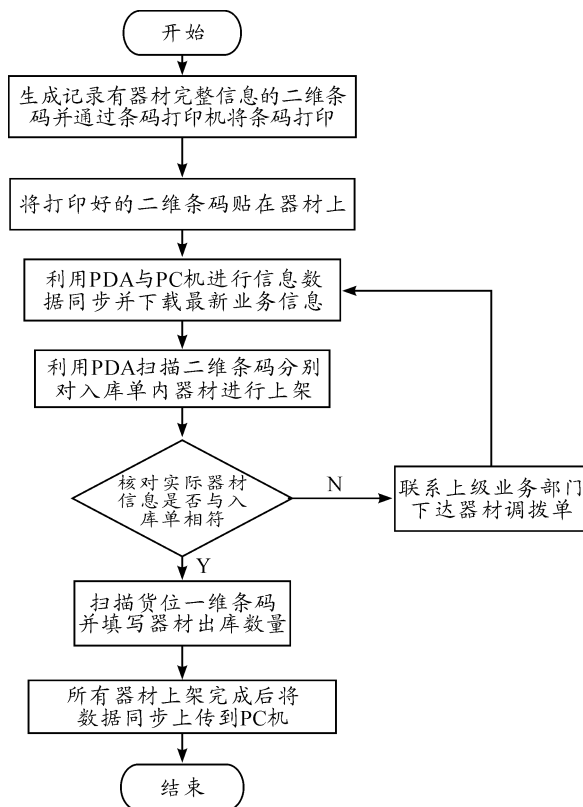 开始
生成记录有器材完整信息的二维条
码并通过条码打印机将条码打印
将打印好的二维条码贴在器材上
利用PDA与PC机进行信息数
据同步并下载最新业务信息
利用PDA扫描二维条码分别
对入库单内器材进行上架
核对实际器材
信息是否与入
库单相符
N
联系上级业务部门
下达器材调拨单
Y
扫描货位一维条码
并填写器材出库数量
所有器材上架完成后将
数据同步上传到PC机
结束